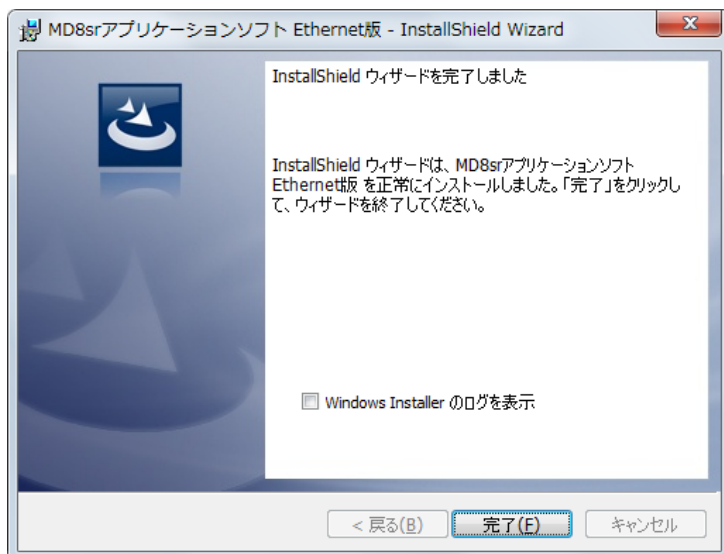 MD8srアプリケーションソフト Ethernet版 - InstallShield Wizard
InstallShield ウィザードを完了しました
InstallShield ウィザードは、MD8srアプリケーションソフト
Ethernet版 を正常にインストールしました。「完了」をクリックし
て、ウィザードを終了してください。
Windows Installer のログを表示
< 戻る(B)
完了(F)
キャンセル